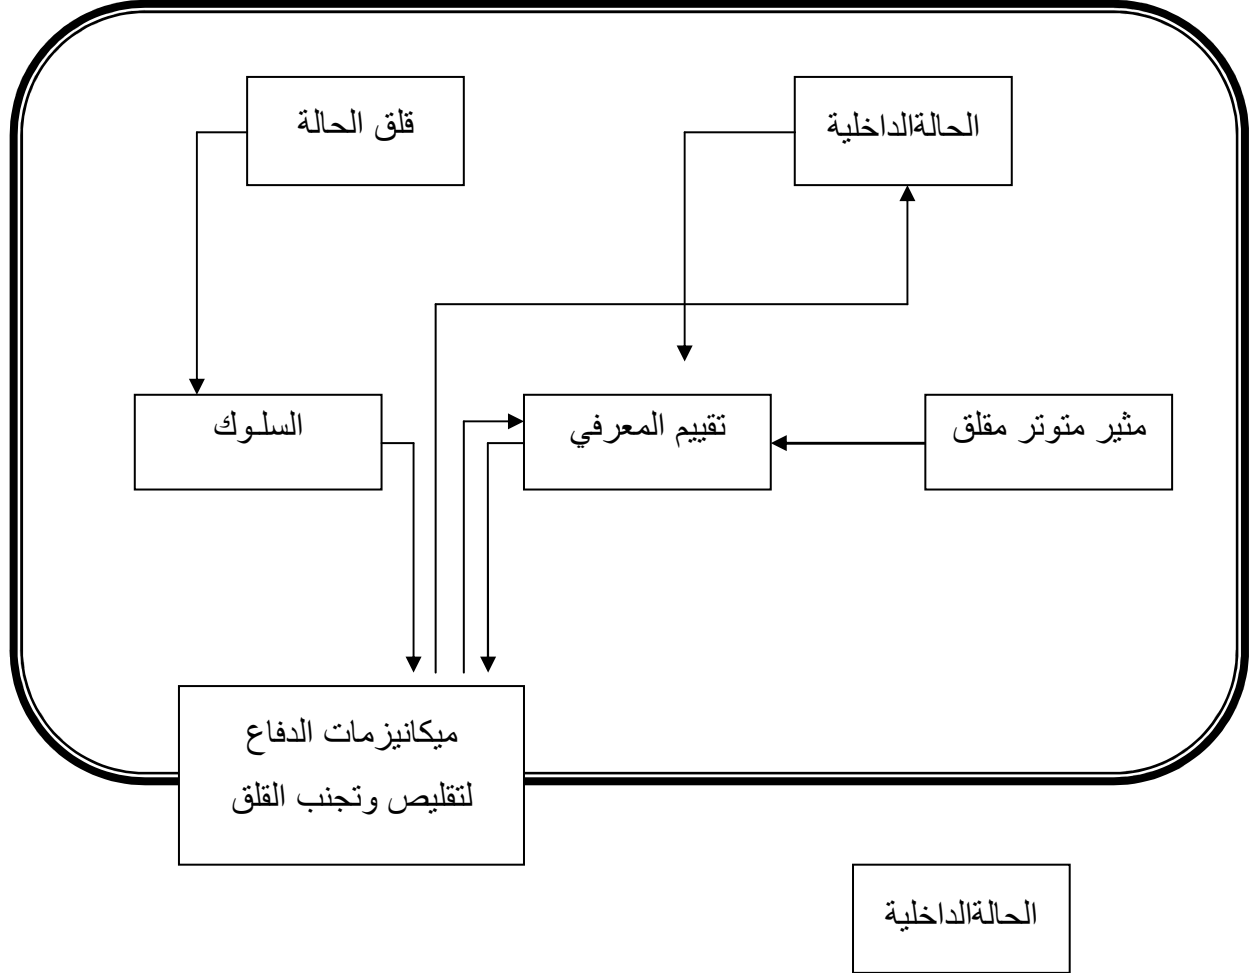 الحالةالداخلية
قلق الحالة
مثير متوتر مقلق
تقييم المعرفي
السلـوك
ميكانيزمات الدفاع
لتقليص وتجنب القلق
الحالةالداخلية